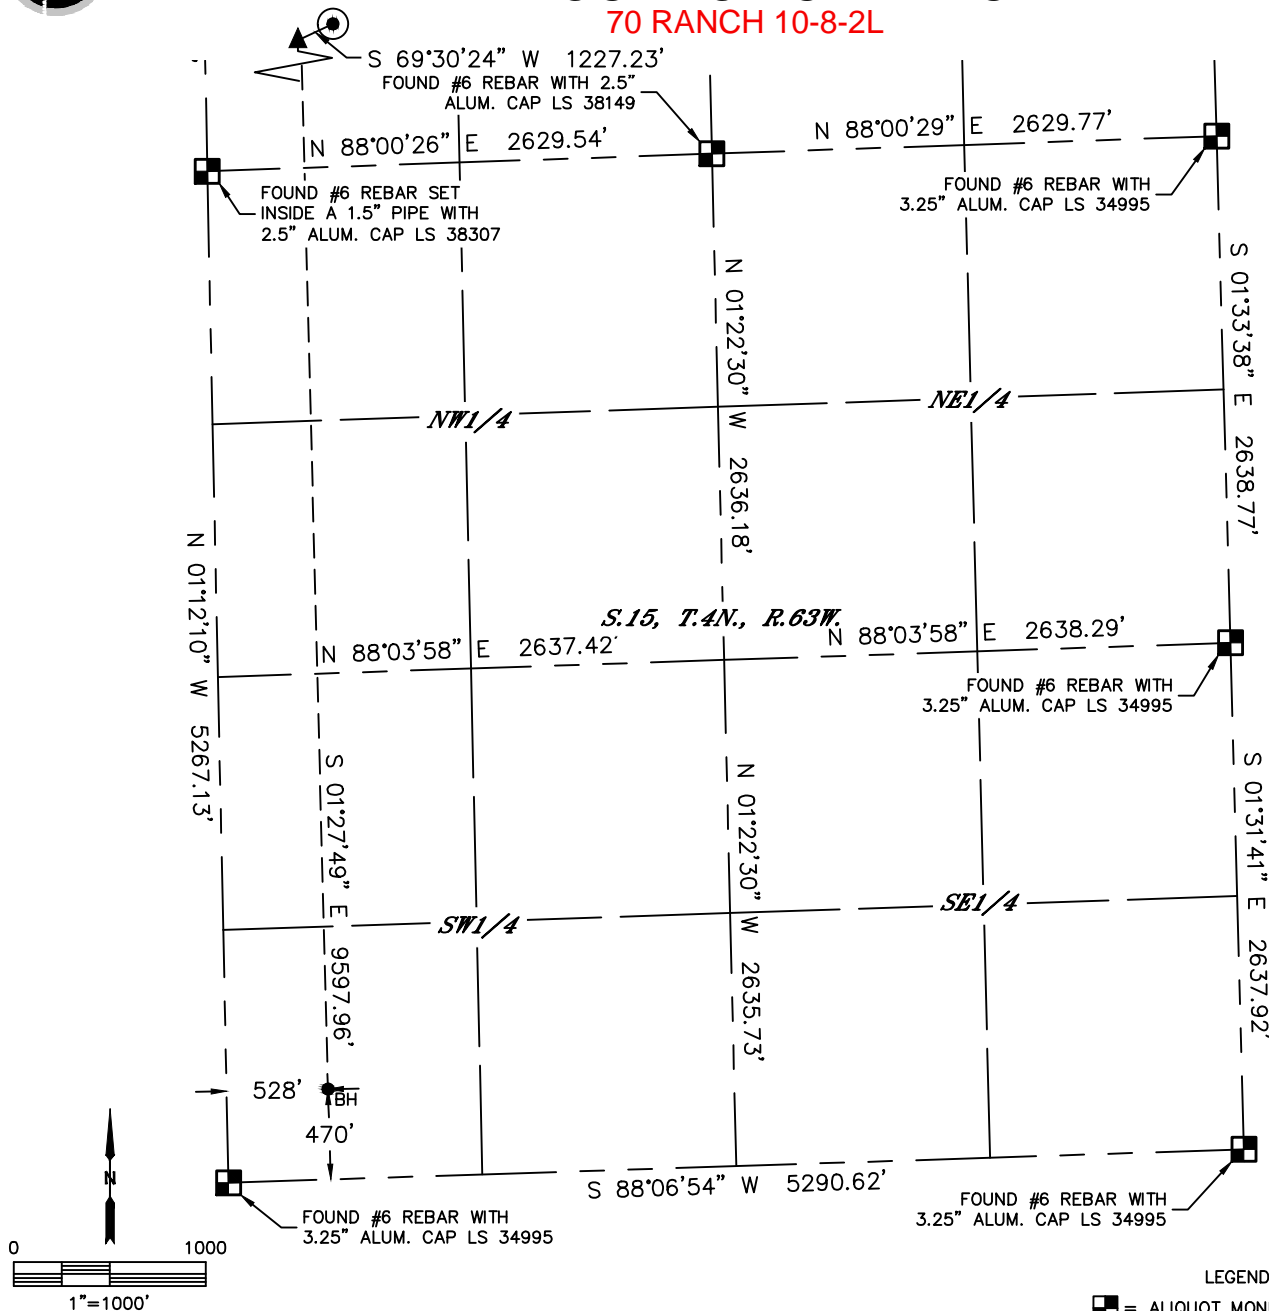 70 RANCH 10-8-2L
S 69°30'24" W 1227.23'
FOUND #6 REBAR WITH 2.5"
ALUM. CAP LS 38149
N 88°00'26" E 2629.54'
N 88°00'29" E 2629.77'
FOUND #6 REBAR SET
INSIDE A 1.5" PIPE WITH
2.5" ALUM. CAP LS 38307
FOUND #6 REBAR WITH
3.25" ALUM. CAP LS 34995
N 01°22'30" W 2636.18'
S 01°33'38" E 2638.77'
NW1/4
NE1/4
N 01°12'10" W 5267.13'
S.15, T.4N., R.63W.
N 88°03'58" E 2637.42'
N 88°03'58" E 2638.29'
FOUND #6 REBAR WITH
3.25" ALUM. CAP LS 34995
S 01°27'49" E 9597.96'
N 01°22'30" W 2635.73'
S 01°31'41" E 2637.92'
SW1/4
SE1/4
528'
BH
470'
N
S 88°06'54" W 5290.62'
FOUND #6 REBAR WITH
3.25" ALUM. CAP LS 34995
FOUND #6 REBAR WITH
3.25" ALUM. CAP LS 34995
0 1000
1"=1000'
LEGEND
= ALIQUOT